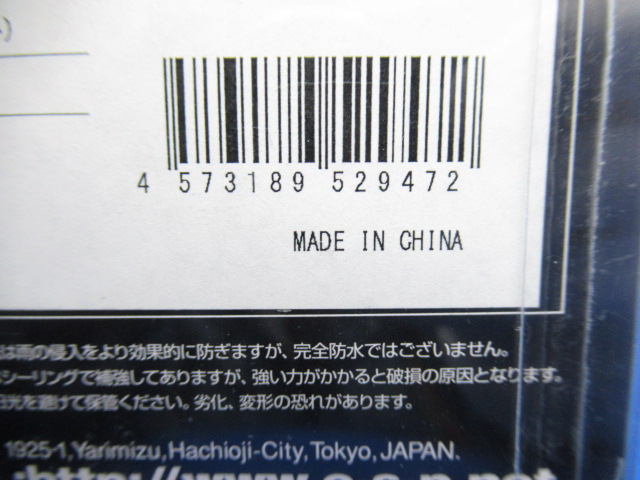 4 573189 529472
MADE IN CHINA
は雨の侵入をより効果的に防ぎますが、完全防水ではございません。
シーリングで補強してありますが、強い力がかかると破損の原因となります。
日光を避けて保管ください。劣化、変形の恐れがあります。
1925-1,Yarimizu,Hachioji-City,Tokyo,JAPAN.